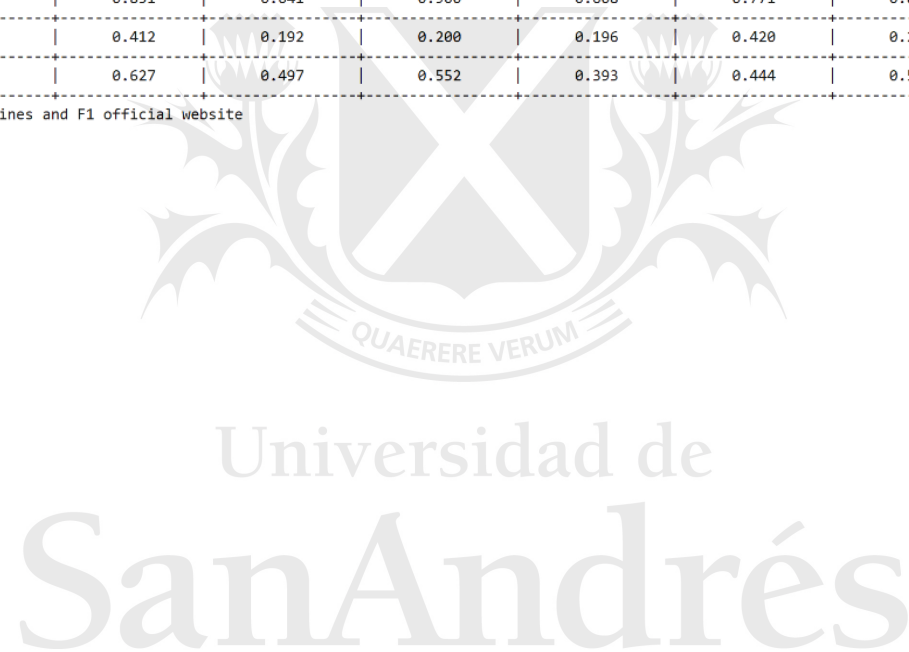 | 0.412 | 0.192 | 0.200 | 0.196 | 0.420 |
| 0.627 | 0.497 | 0.552 | 0.393 | 0.444 |
ines and F1 official website
QUAERERE VERUM
Universidad de
SanAndrés